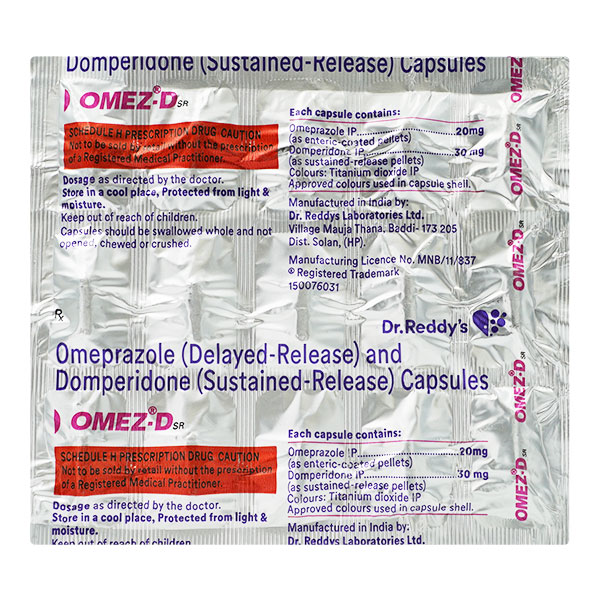 Domperidone (Sustained-Release) Capsules
OMEZ®-D SR
SCHEDULE H PRESCRIPTION DRUG CAUTION
Not to be sold by retail without the prescription
of a Registered Medical Practitioner.
Dosage as directed by the doctor.
Store in a cool place, Protected from light &
moisture.
Keep out of reach of children.
Capsules should be swallowed whole and not
opened, chewed or crushed.
Each capsule contains:
Omeprazole IP....................20mg
(as enteric-coated pellets)
Domperidone IP....................30 mg
(as sustained-release pellets)
Colours: Titanium dioxide IP
Approved colours used in capsule shell.
Manufactured in India by:
Dr. Reddys Laboratories Ltd.
Village Mauja Thana, Baddi- 173 205
Dist. Solan, (HP).
Manufacturing Licence No. MNB/11/837
® Registered Trademark
150076031
OMEZ®-D SR
OMEZ®-D SR
Rx
Dr.Reddy's
Omeprazole (Delayed-Release) and
Domperidone (Sustained-Release) Capsules
OMEZ®-D SR
SCHEDULE H PRESCRIPTION DRUG CAUTION
Not to be sold by retail without the prescription
of a Registered Medical Practitioner.
Dosage as directed by the doctor.
Store in a cool place, Protected from light &
moisture.
Keep out of reach of children.
Each capsule contains:
Omeprazole IP....................20mg
(as enteric-coated pellets)
Domperidone IP....................30 mg
(as sustained-release pellets)
Colours: Titanium dioxide IP
Approved colours used in capsule shell.
Manufactured in India by:
Dr. Reddys Laboratories Ltd.
OMEZ®-D SR
OMEZ®-D SR